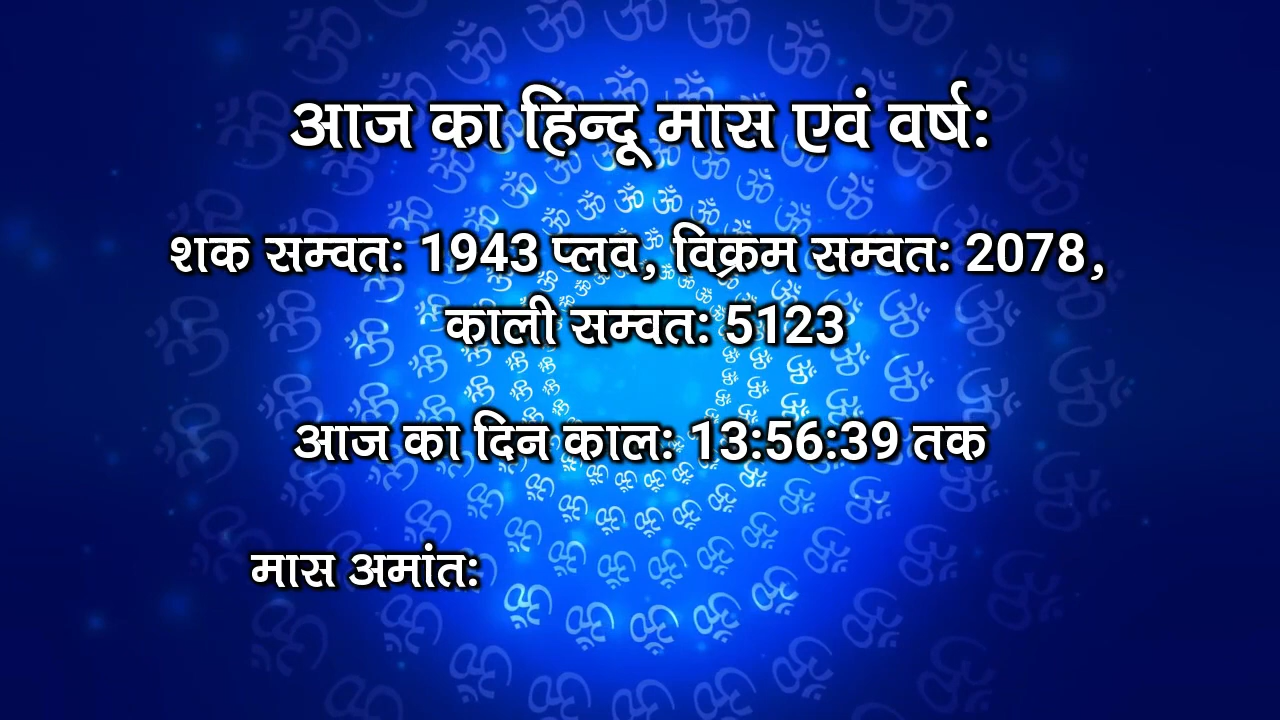 आज का हिन्दू मास एवं वर्ष:
शक सम्वत: 1943 प्लव, विक्रम सम्वत: 2078,
काली सम्वत: 5123
आज का दिन काल: 13:56:39 तक
मास अमांत: